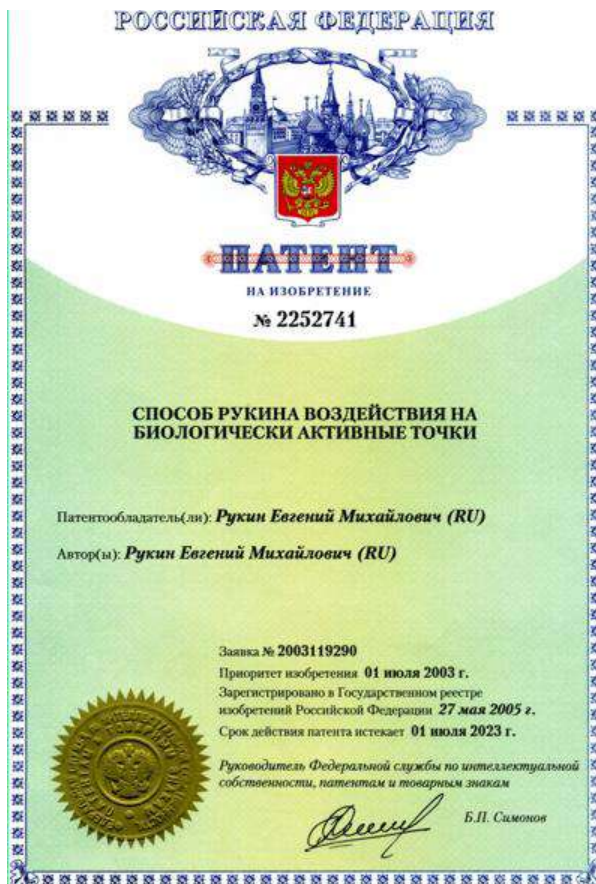 РОССИЙСКАЯ ФЕДЕРАЦИЯ
ПАТЕНТ
НА ИЗОБРЕТЕНИЕ
№ 2252741
СПОСОБ РУКИНА ВОЗДЕЙСТВИЯ НА
БИОЛОГИЧЕСКИ АКТИВНЫЕ ТОЧКИ
Патентообладатель(ли): Рукин Евгений Михайлович (RU)
Автор(ы): Рукин Евгений Михайлович (RU)
Заявка № 2003119290
Приоритет изобретения 01 июля 2003 г.
Зарегистрировано в Государственном реестре
изобретений Российской Федерации 27 мая 2005 г.
Срок действия патента истекает 01 июля 2023 г.
Руководитель Федеральной службы по интеллектуальной
собственности, патентам и товарным знакам
Б.П. Симонов